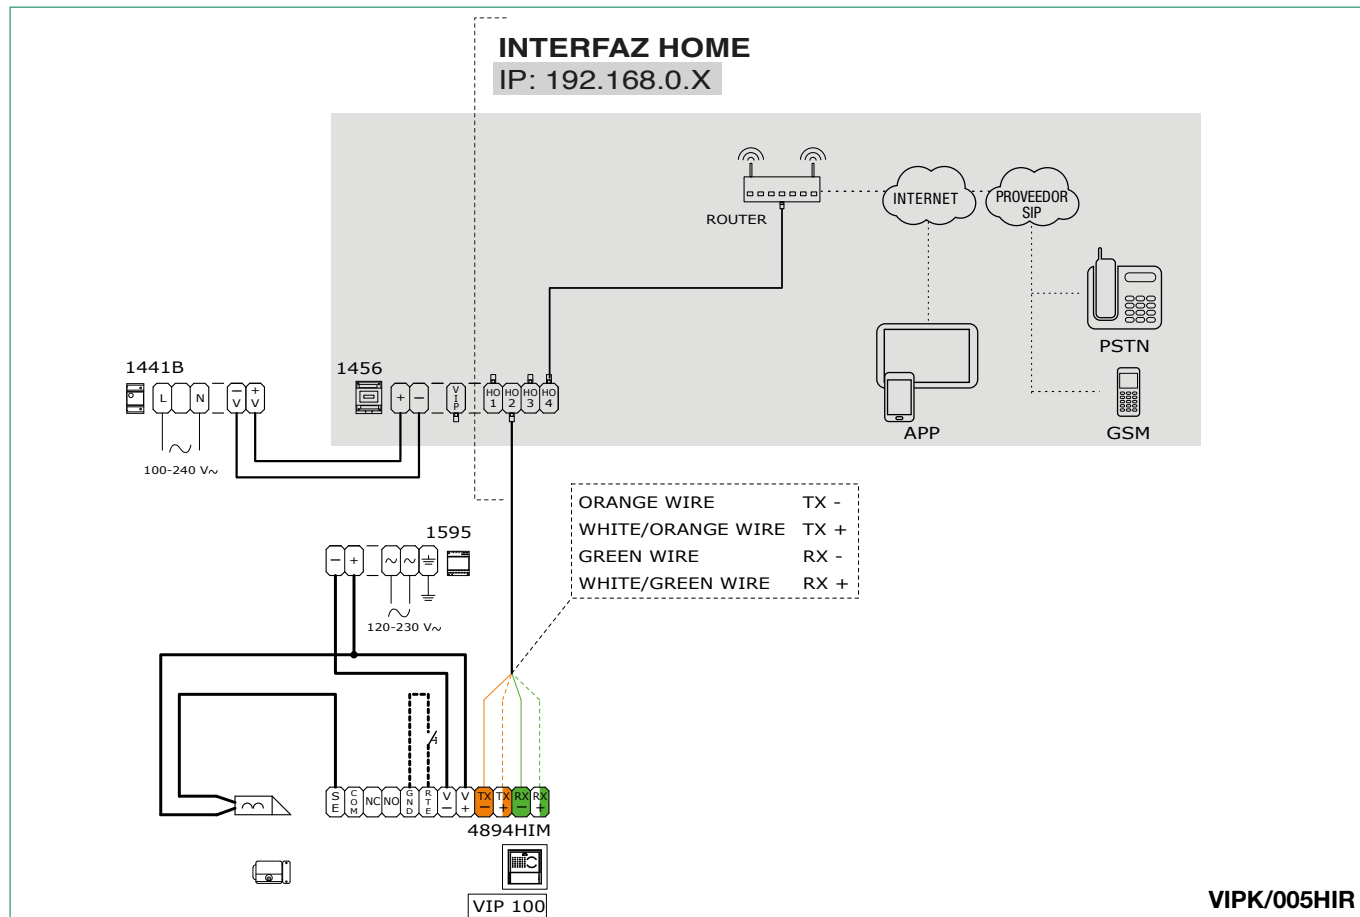 INTERFAZ HOME
IP: 192.168.0.X
ROUTER
INTERNET
PROVEEDOR
SIP
PSTN
GSM
APP
1441B
L N – V + V
100-240 V~
1456
+ – VIP HO 1 HO 2 HO 3 HO 4
ORANGE WIRE TX -
WHITE/ORANGE WIRE TX +
GREEN WIRE RX -
WHITE/GREEN WIRE RX +
1595
– + ~ ~
120-230 V~
SE COM NC NO GND RTE V – V + TX – TX + RX – RX +
4894HIM
VIP 100
VIPK/005HIR